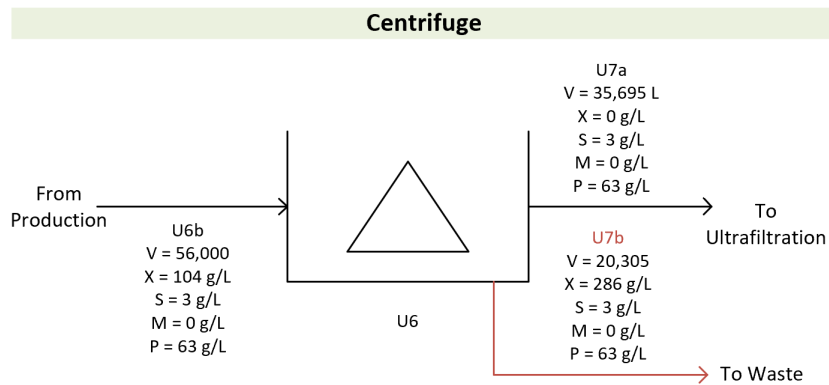 Centrifuge
From
Production
U6b
V = 56,000
X = 104 g/L
S = 3 g/L
M = 0 g/L
P = 63 g/L
U6
U7a
V = 35,695 L
X = 0 g/L
S = 3 g/L
M = 0 g/L
P = 63 g/L
To
Ultrafiltration
U7b
V = 20,305
X = 286 g/L
S = 3 g/L
M = 0 g/L
P = 63 g/L
To Waste